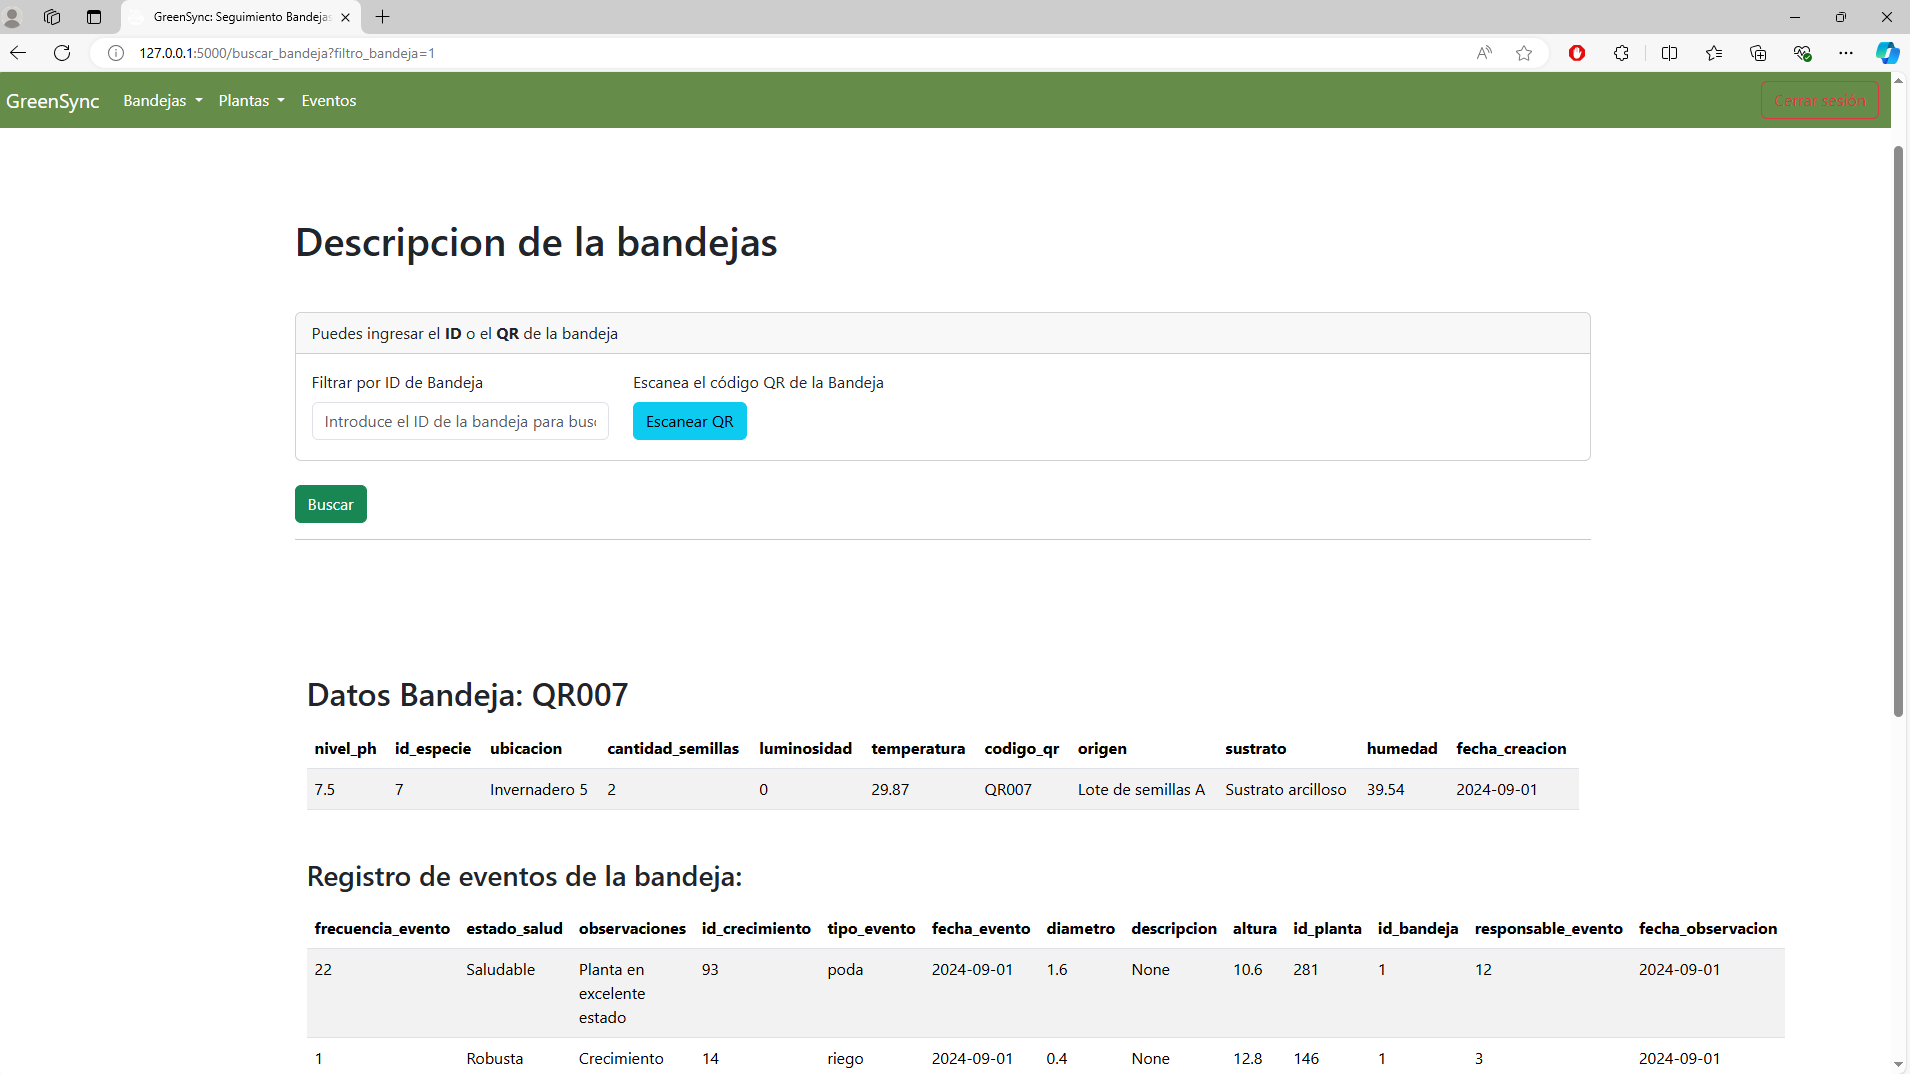 GreenSync: Seguimiento Bandejas
127.0.0.1:5000/buscar_bandeja?filtro_bandeja=1
GreenSync Bandejas Plantas Eventos Cerrar sesión
Descripcion de la bandejas
Puedes ingresar el ID o el QR de la bandeja
Filtrar por ID de Bandeja Escanea el código QR de la Bandeja
Introduce el ID de la bandeja para bus Escanear QR
Buscar
Datos Bandeja: QR007
nivel_ph id_especie ubicacion cantidad_semillas luminosidad temperatura codigo_qr origen sustrato humedad fecha_creacion
7.5 7 Invernadero 5 2 0 29.87 QR007 Lote de semillas A Sustrato arcilloso 39.54 2024-09-01
Registro de eventos de la bandeja:
frecuencia_evento estado_salud observaciones id_crecimiento tipo_evento fecha_evento diametro descripcion altura id_planta id_bandeja responsable_evento fecha_observacion
22 Saludable Planta en 93 poda 2024-09-01 1.6 None 10.6 281 1 12 2024-09-01
excelente
estado
1 Robusta Crecimiento 14 riego 2024-09-01 0.4 None 12.8 146 1 3 2024-09-01